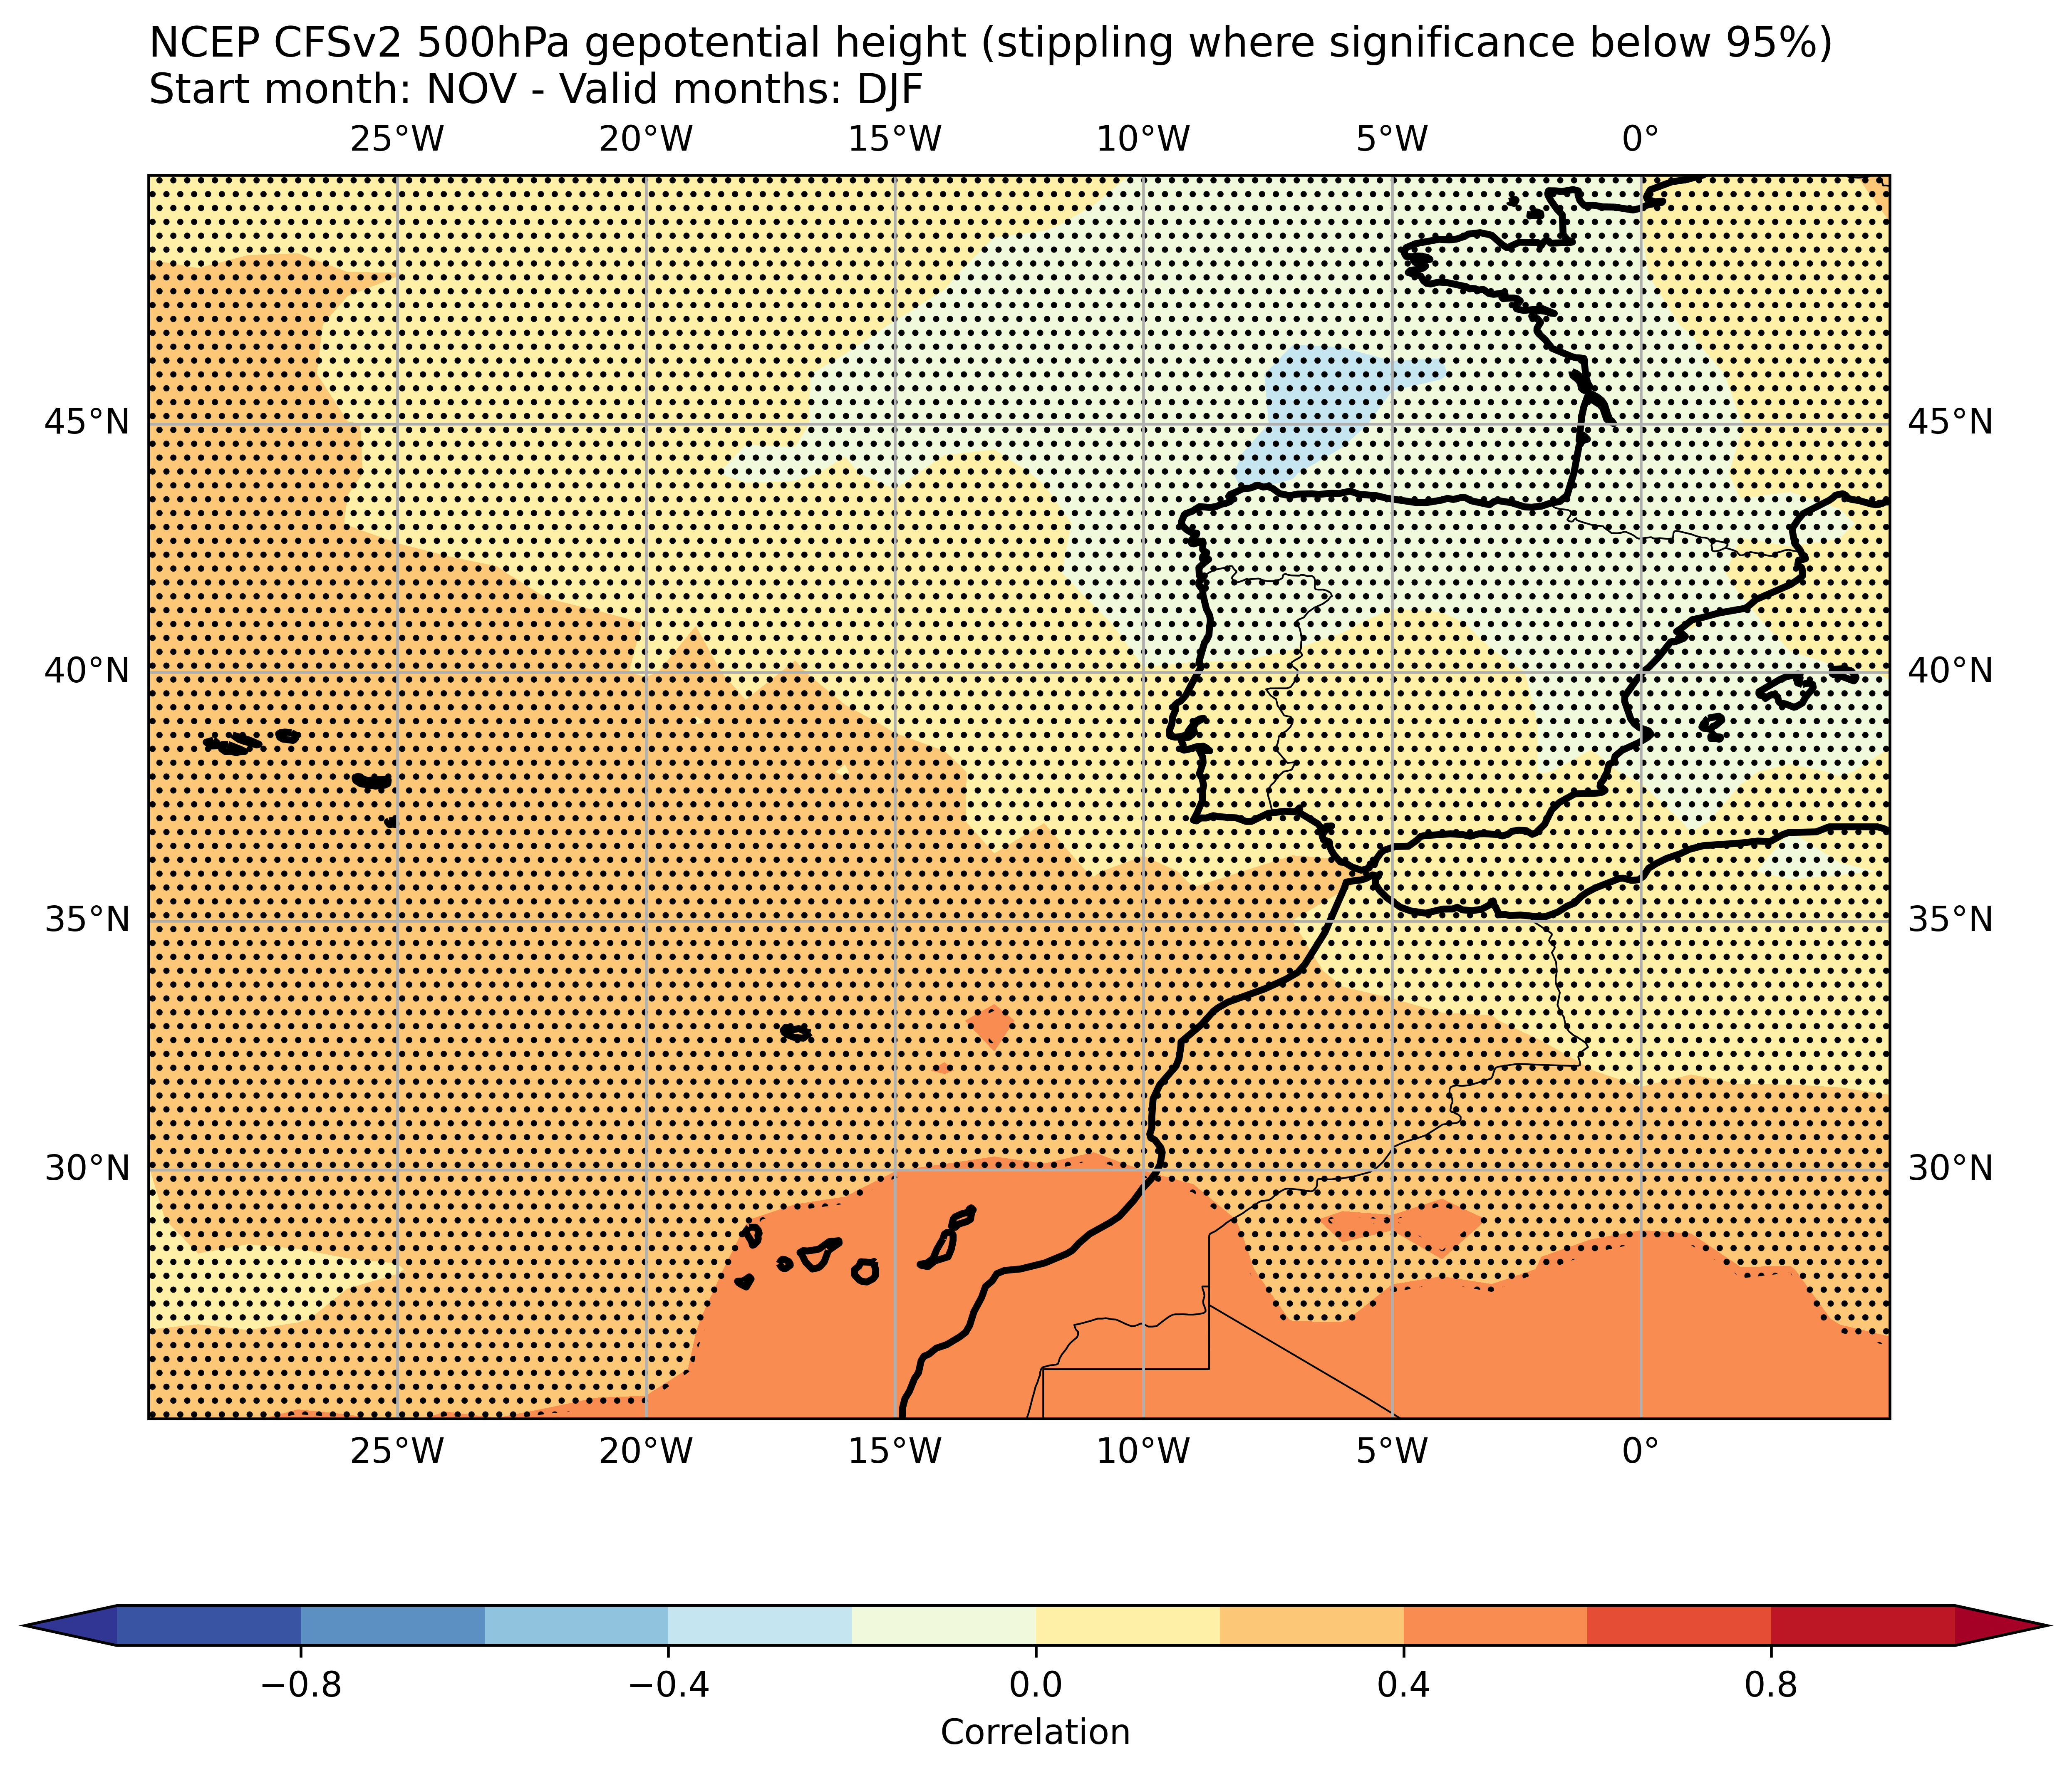 NCEP CFSv2 500hPa gepotential height (stippling where significance below 95%)
Start month: NOV - Valid months: DJF
25°W 20°W 15°W 10°W 5°W 0°
45°N 45°N
40°N 40°N
35°N 35°N
30°N 30°N
25°W 20°W 15°W 10°W 5°W 0°
−0.8 −0.4 0.0 0.4 0.8
Correlation